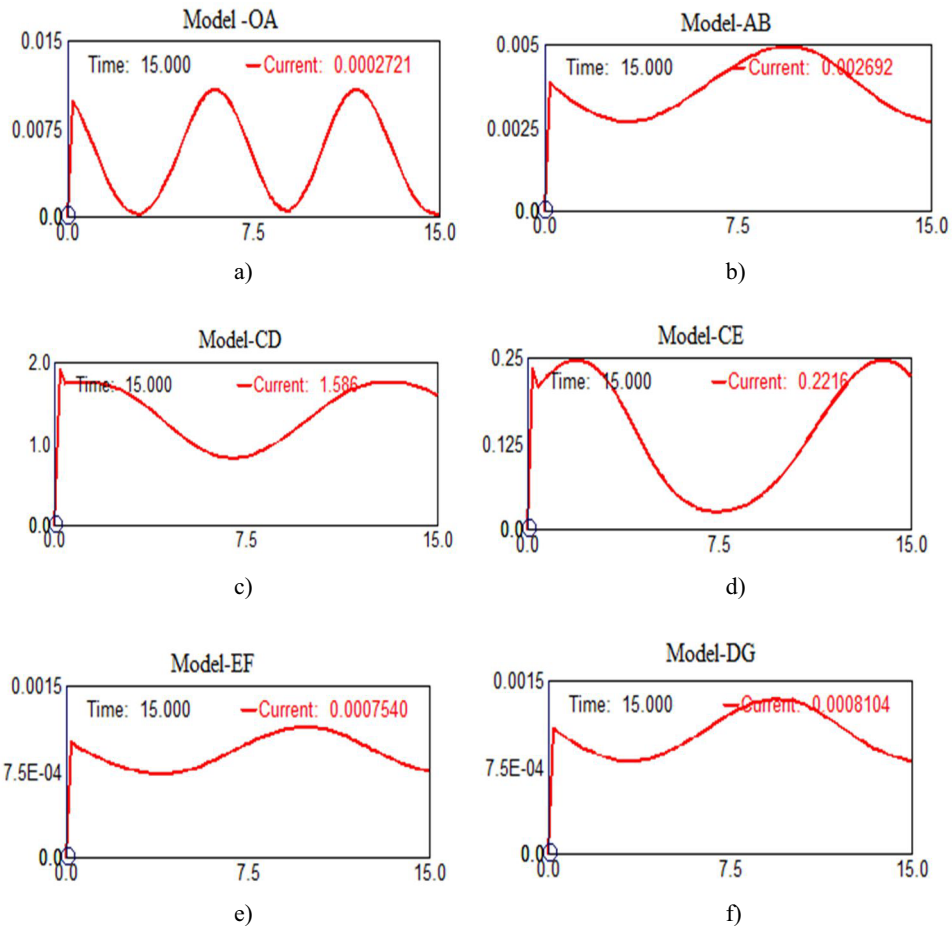 Model -OA
0.015
Time: 15.000 Current: 0.0002721
0.0075
0.0
0.0 7.5 15.0
a)
Model-AB
0.005
Time: 15.000 Current: 0.002692
0.0025
0.0
0.0 7.5 15.0
b)
Model-CD
2.0
Time: 15.000 Current: 1.586
1.0
0.0
0.0 7.5 15.0
c)
Model-CE
0.25
Time: 15.000 Current: 0.2216
0.125
0.0
0.0 7.5 15.0
d)
Model-EF
0.0015
Time: 15.000 Current: 0.0007540
7.5E-04
0.0
0.0 7.5 15.0
e)
Model-DG
0.0015
Time: 15.000 Current: 0.0008104
7.5E-04
0.0
0.0 7.5 15.0
f)